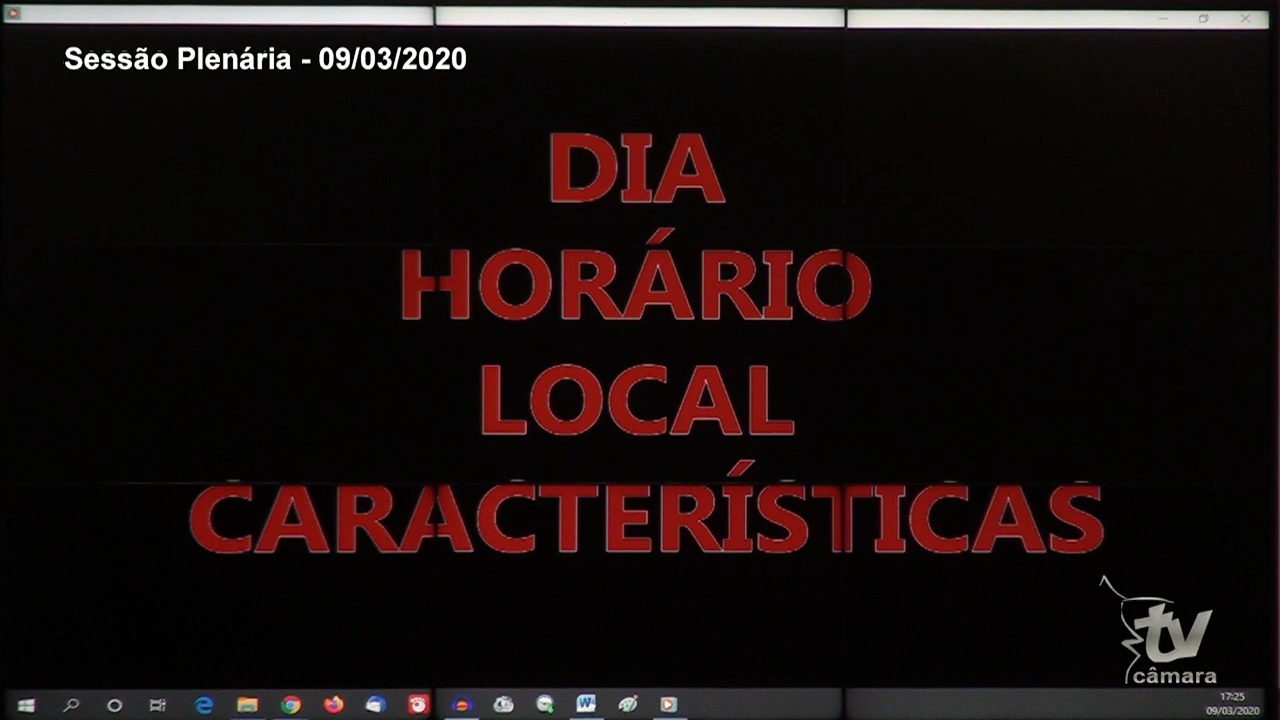 Sessão Plenária - 09/03/2020
DIA
HORÁRIO
LOCAL
CARACTERÍSTICAS
tv
câmara
17:25
09/03/2020